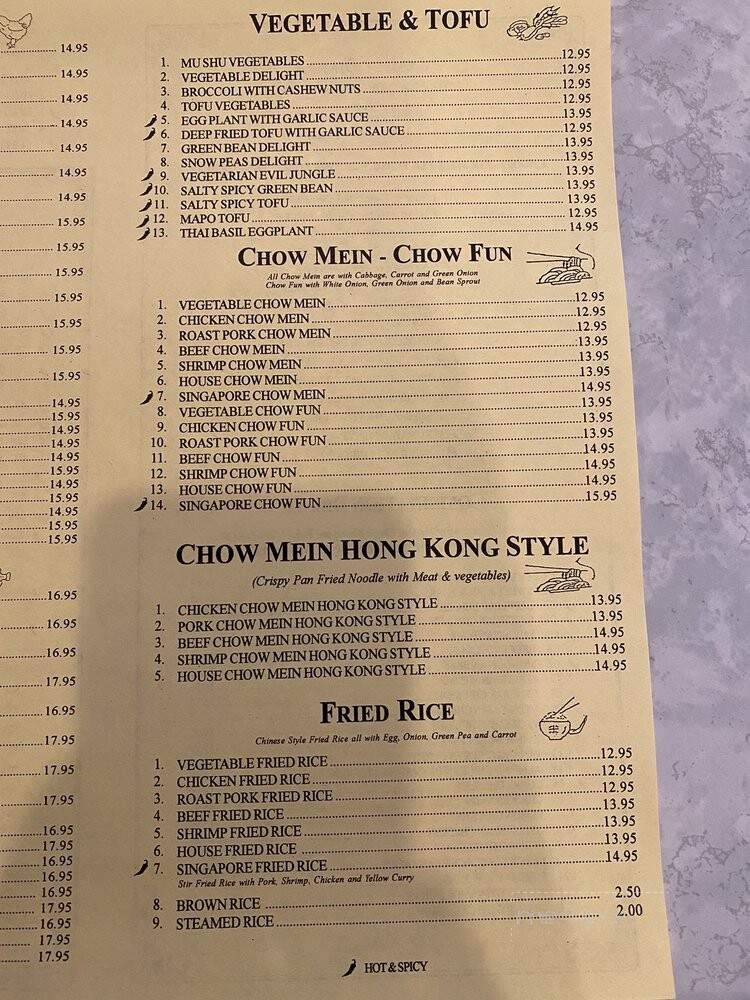 14.95
14.95
14.95
14.95
14.95
14.95
14.95
15.95
15.95
15.95
15.95
15.95
15.95
14.95
15.95
14.95
14.95
14.95
15.95
14.95
15.95
14.95
15.95
15.95
16.95
16.95
16.95
17.95
16.95
17.95
17.95
17.95
16.95
17.95
16.95
16.95
16.95
17.95
16.95
17.95
17.95
VEGETABLE & TOFU
1. MU SHU VEGETABLES 12.95
2. VEGETABLE DELIGHT 12.95
3. BROCCOLI WITH CASHEW NUTS 12.95
4. TOFU VEGETABLES 12.95
5. EGG PLANT WITH GARLIC SAUCE 13.95
6. DEEP FRIED TOFU WITH GARLIC SAUCE 12.95
7. GREEN BEAN DELIGHT 13.95
8. SNOW PEAS DELIGHT 13.95
9. VEGETARIAN EVIL JUNGLE 13.95
10. SALTY SPICY GREEN BEAN 13.95
11. SALTY SPICY TOFU 13.95
12. MAPO TOFU 12.95
13. THAI BASIL EGGPLANT 14.95
CHOW MEIN - CHOW FUN
All Chow Mein are with Cabbage, Carrot and Green Onion
Chow Fun with White Onion, Green Onion and Bean Sprout
1. VEGETABLE CHOW MEIN 12.95
2. CHICKEN CHOW MEIN 12.95
3. ROAST PORK CHOW MEIN 12.95
4. BEEF CHOW MEIN 13.95
5. SHRIMP CHOW MEIN 13.95
6. HOUSE CHOW MEIN 13.95
7. SINGAPORE CHOW MEIN 14.95
8. VEGETABLE CHOW FUN 13.95
9. CHICKEN CHOW FUN 13.95
10. ROAST PORK CHOW FUN 13.95
11. BEEF CHOW FUN 14.95
12. SHRIMP CHOW FUN 14.95
13. HOUSE CHOW FUN 14.95
14. SINGAPORE CHOW FUN 15.95
CHOW MEIN HONG KONG STYLE
(Crispy Pan Fried Noodle with Meat & vegetables)
1. CHICKEN CHOW MEIN HONG KONG STYLE 13.95
2. PORK CHOW MEIN HONG KONG STYLE 13.95
3. BEEF CHOW MEIN HONG KONG STYLE 14.95
4. SHRIMP CHOW MEIN HONG KONG STYLE 14.95
5. HOUSE CHOW MEIN HONG KONG STYLE 14.95
FRIED RICE
Chinese Style Fried Rice all with Egg, Onion, Green Pea and Carrot
1. VEGETABLE FRIED RICE 12.95
2. CHICKEN FRIED RICE 12.95
3. ROAST PORK FRIED RICE 12.95
4. BEEF FRIED RICE 13.95
5. SHRIMP FRIED RICE 13.95
6. HOUSE FRIED RICE 13.95
7. SINGAPORE FRIED RICE 14.95
Stir Fried Rice with Pork, Shrimp, Chicken and Yellow Curry
8. BROWN RICE 2.50
9. STEAMED RICE 2.00
HOT & SPICY